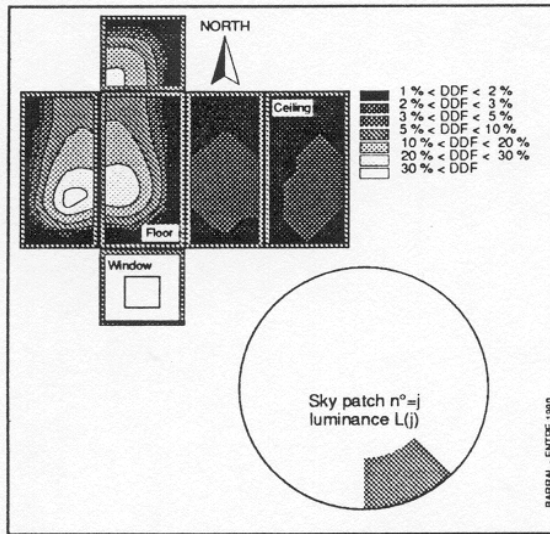 NORTH
Ceiling
1 % < DDF < 2 %
2 % < DDF < 3 %
3 % < DDF < 5 %
5 % < DDF < 10 %
10 % < DDF < 20 %
20 % < DDF < 30 %
30 % < DDF
Floor
Window
Sky patch n°=j
luminance L(j)